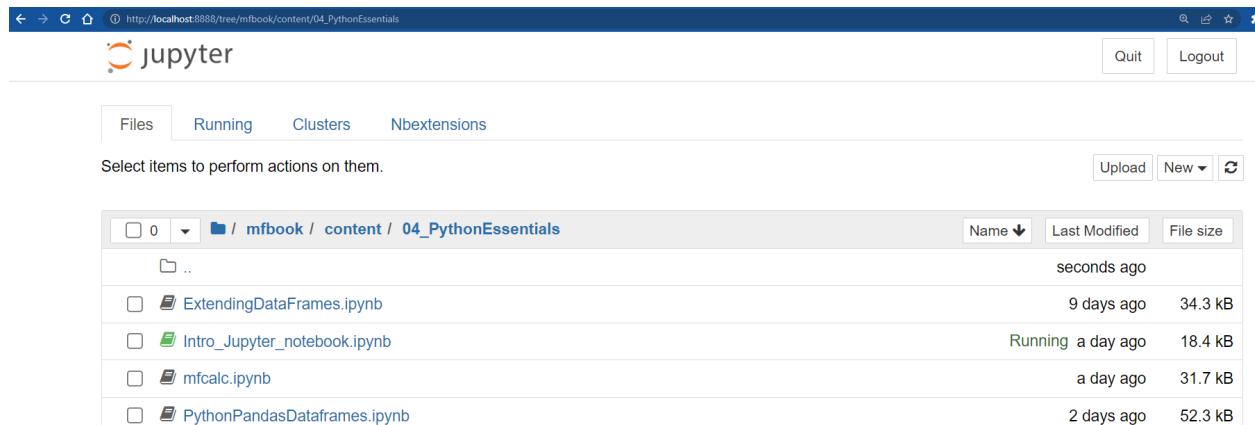 http://localhost:8888/tree/mfbook/content/04_PythonEssentials
jupyter Quit Logout
Files Running Clusters Nbextensions
Select items to perform actions on them. Upload New
0 / mfbook / content / 04_PythonEssentials Name Last Modified File size
.. seconds ago
ExtendingDataFrames.ipynb 9 days ago 34.3 kB
Intro_Jupyter_notebook.ipynb Running a day ago 18.4 kB
mfcalc.ipynb a day ago 31.7 kB
PythonPandasDataframes.ipynb 2 days ago 52.3 kB